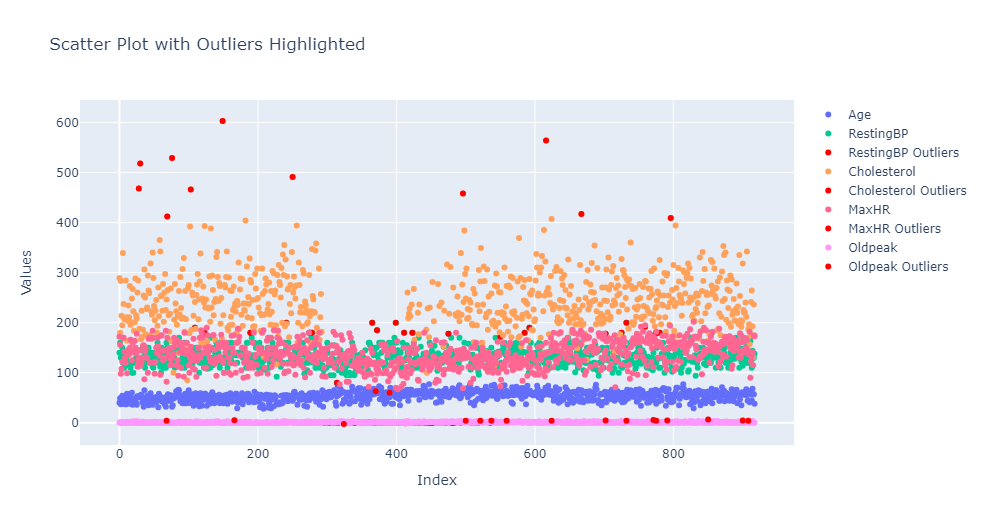 Scatter Plot with Outliers Highlighted
600
500
400
300
200
100
0
Values
0
200
400
600
800
Index
Age
RestingBP
RestingBP Outliers
Cholesterol
Cholesterol Outliers
MaxHR
MaxHR Outliers
Oldpeak
Oldpeak Outliers